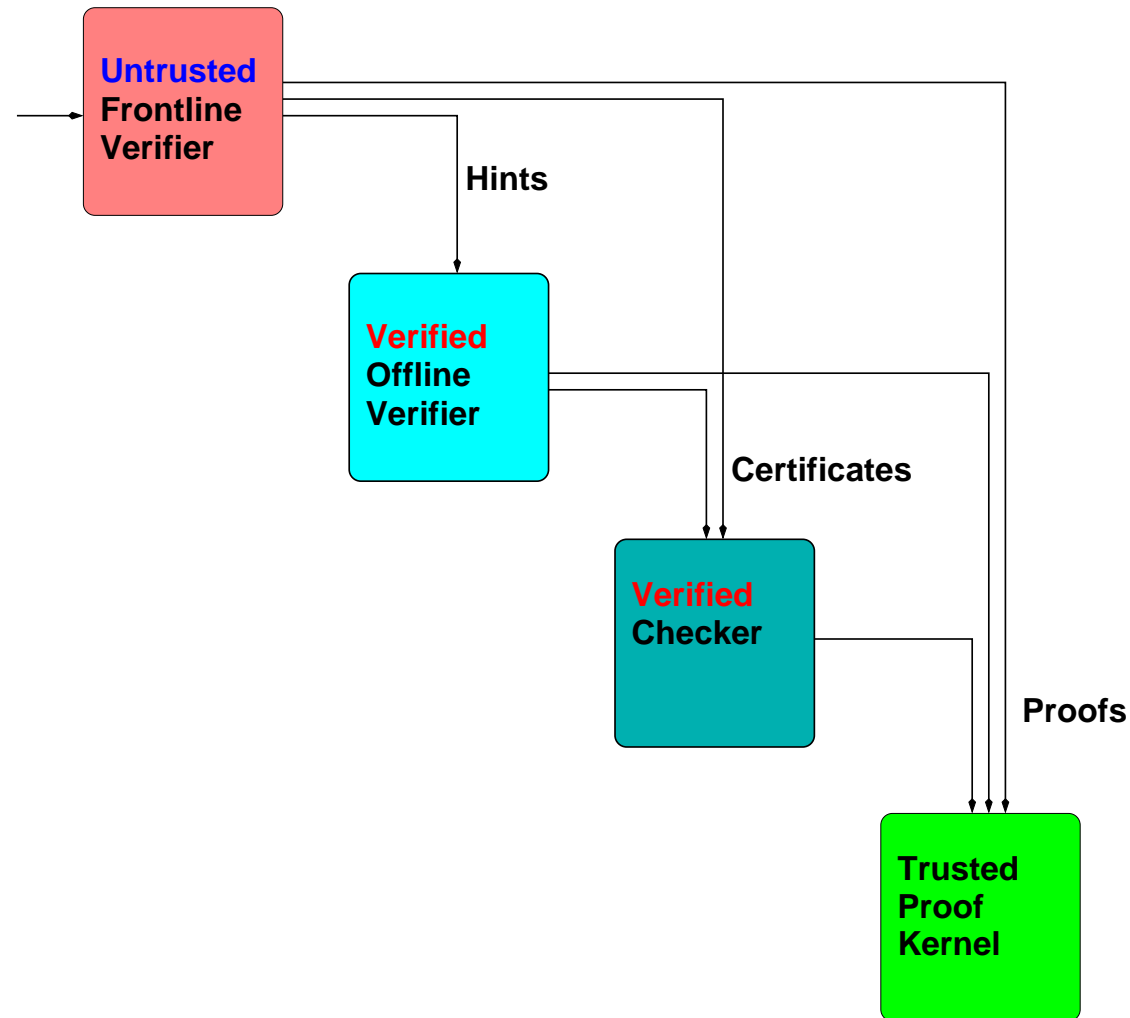 Untrusted
Frontline
Verifier
Hints
Verified
Offline
Verifier
Certificates
Verified
Checker
Proofs
Trusted
Proof
Kernel